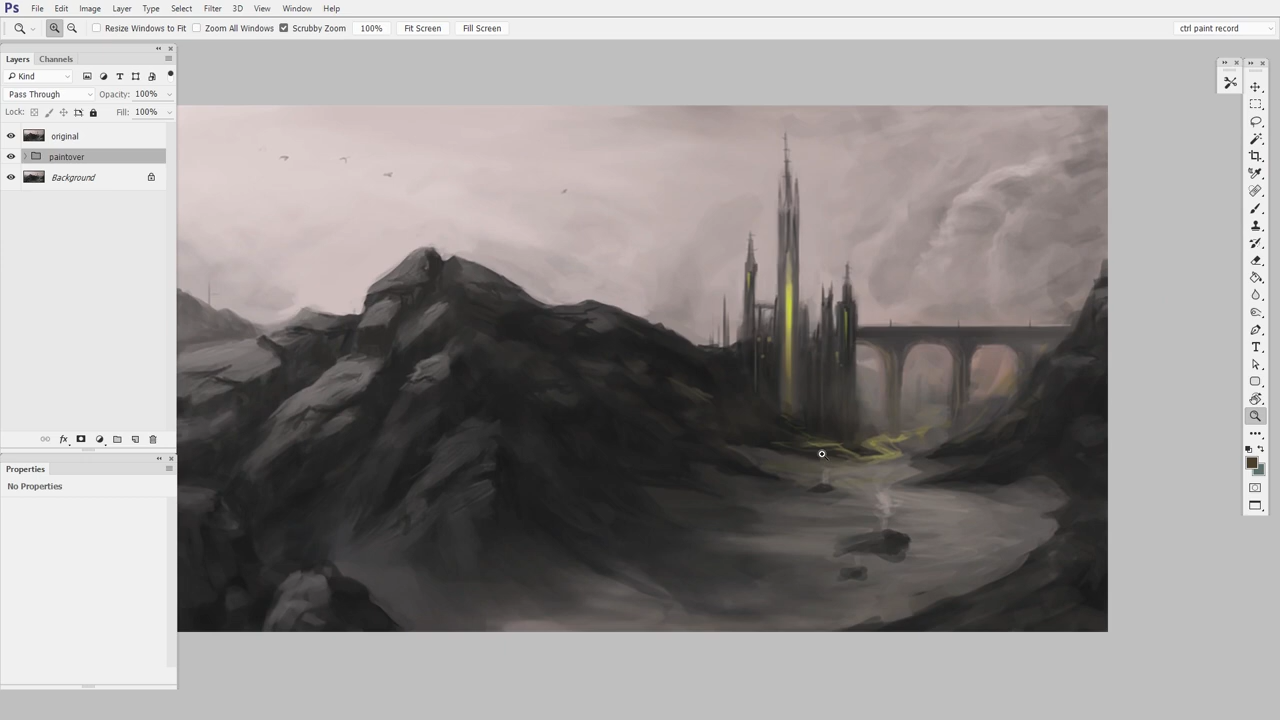 Ps File Edit Image Layer Type Select Filter 3D View Window Help
Resize Windows to Fit Zoom All Windows Scrubby Zoom 100% Fit Screen Fill Screen ctrl paint record
Layers Channels
Kind
Pass Through Opacity: 100%
Lock: Fill: 100%
original
paintover
Background
fx
Properties
No Properties
T